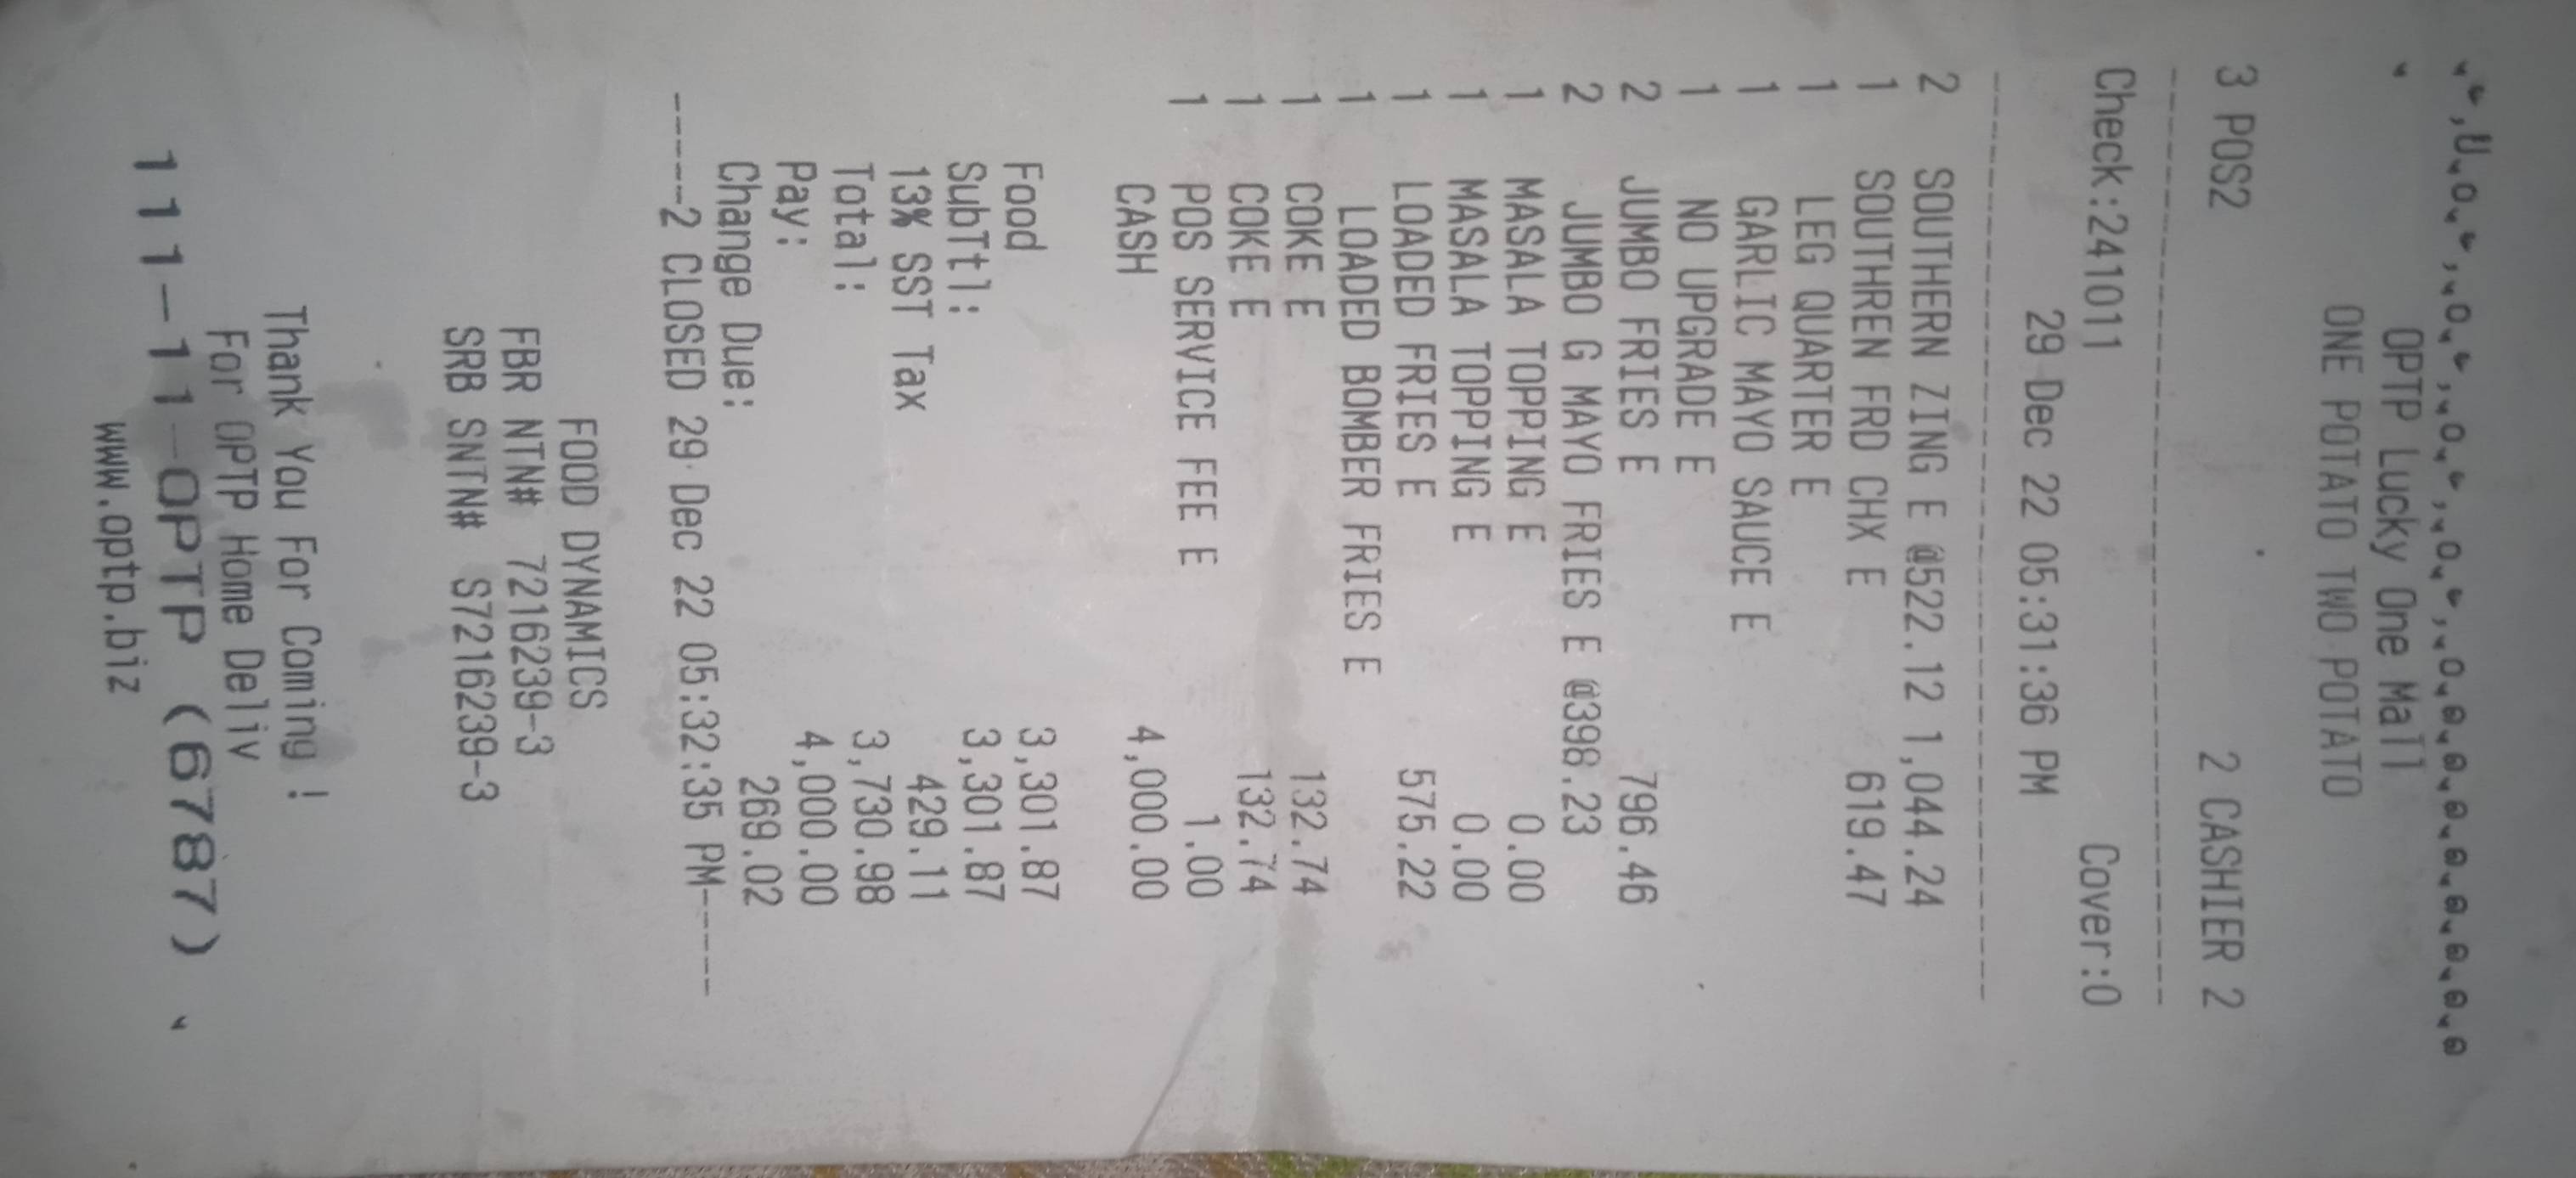 OPTP Lucky One Mall
ONE POTATO TWO POTATO
3 POS2 2 CASHIER 2
Check:241011 Cover:0
29 Dec 22 05:31:36 PM
2 SOUTHERN ZING E @522.12 1,044.24
1 SOUTHREN FRD CHX E 619.47
1 LEG QUARTER E
1 GARLIC MAYO SAUCE E
1 NO UPGRADE E
2 JUMBO FRIES E 796.46
2 JUMBO G MAYO FRIES E @398.23
1 MASALA TOPPING E 0.00
1 MASALA TOPPING E 0.00
1 LOADED FRIES E 575.22
1 LOADED BOMBER FRIES E
1 COKE E 132.74
1 COKE E 132.74
1 POS SERVICE FEE E 1.00
CASH 4,000.00
Food 3,301.87
SubTtl: 3,301.87
13% SST Tax 429.11
Total: 3,730.98
Pay: 4,000.00
Change Due: 269.02
-----2 CLOSED 29 Dec 22 05:32:35 PM-----
FOOD DYNAMICS
FBR NTN# 7216239-3
SRB SNTN# S7216239-3
Thank You For Coming !
For OPTP Home Deliv
111-11-OPTP (6787)
www.optp.biz